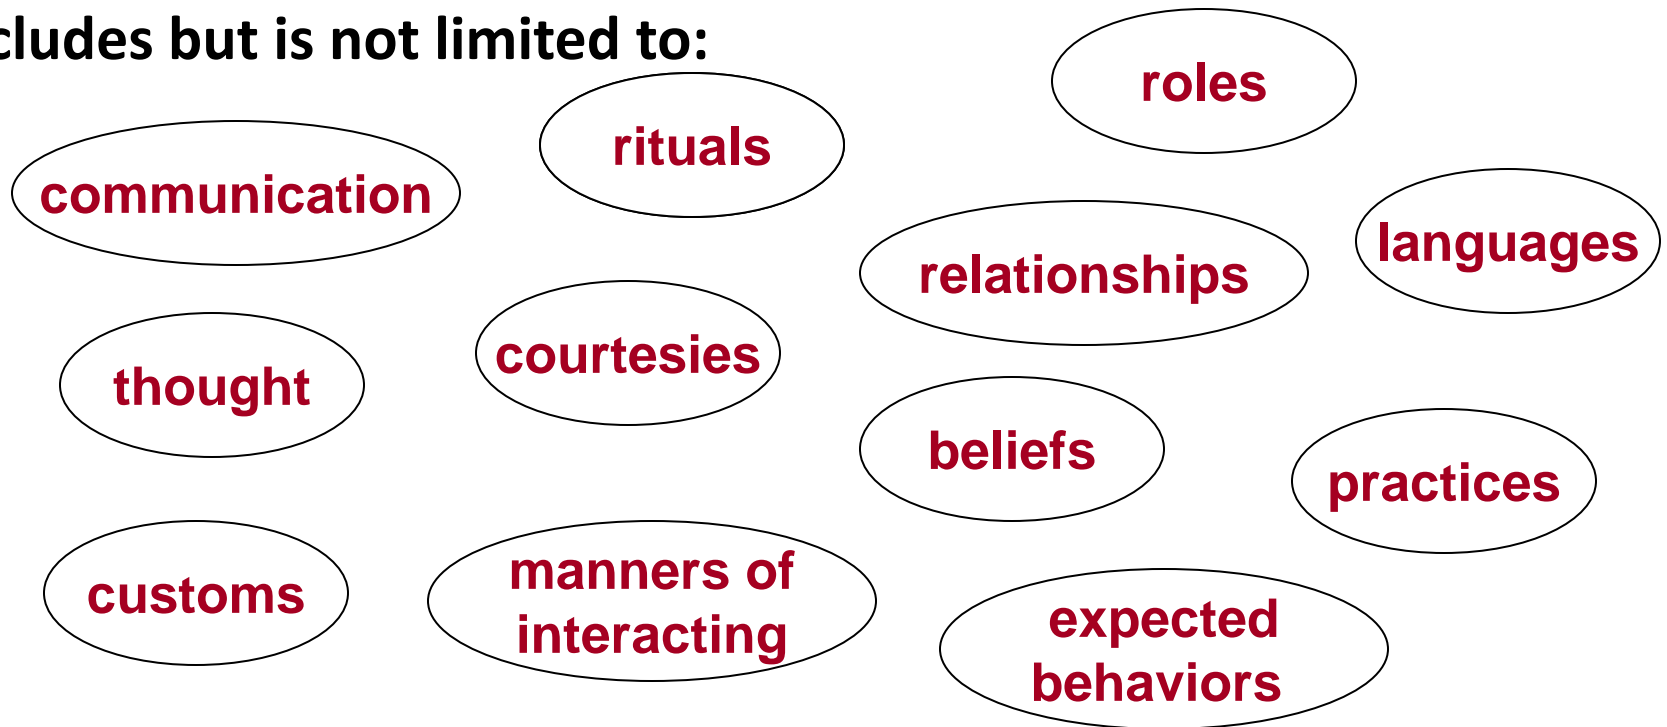 cludes but is not limited to:
roles
rituals
communication
languages
relationships
courtesies
thought
beliefs
practices
customs
manners of
interacting
expected
behaviors